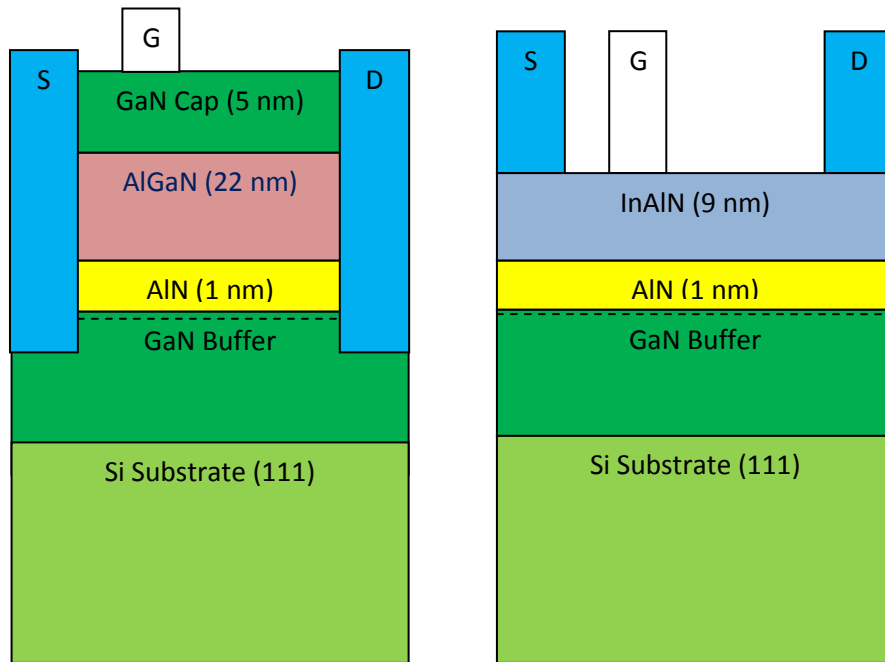 G
S
D
GaN Cap (5 nm)
AlGaN (22 nm)
AlN (1 nm)
GaN Buffer
Si Substrate (111)
S
G
D
InAlN (9 nm)
AlN (1 nm)
GaN Buffer
Si Substrate (111)